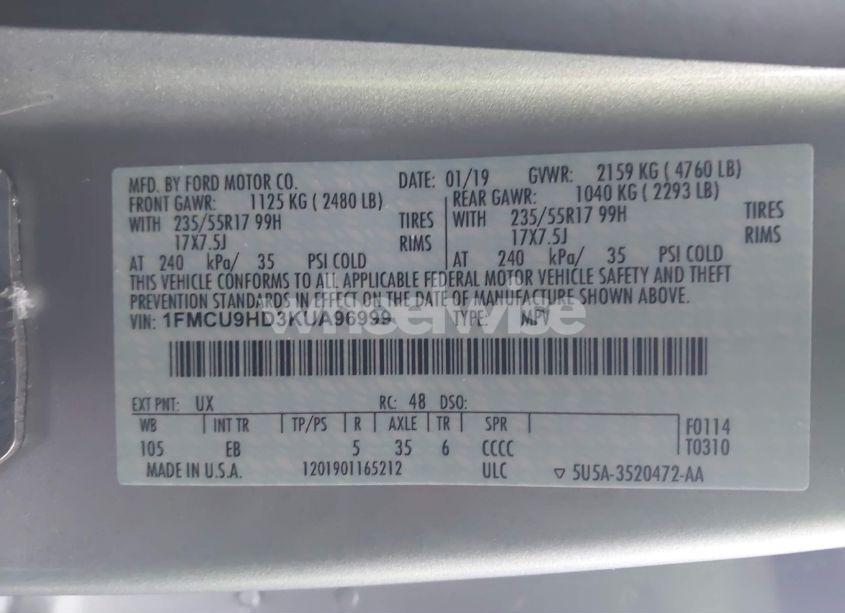 MFD. BY FORD MOTOR CO. DATE: 01/19 GVWR: 2159 KG ( 4760 LB)
FRONT GAWR: 1125 KG ( 2480 LB) REAR GAWR: 1040 KG ( 2293 LB)
WITH 235/55R17 99H TIRES WITH 235/55R17 99H TIRES
17X7.5J RIMS 17X7.5J RIMS
AT 240 kPa/ 35 PSI COLD AT 240 kPa/ 35 PSI COLD
THIS VEHICLE CONFORMS TO ALL APPLICABLE FEDERAL MOTOR VEHICLE SAFETY AND THEFT
PREVENTION STANDARDS IN EFFECT ON THE DATE OF MANUFACTURE SHOWN ABOVE.
VIN: 1FMCU9HD3KUA96999 TYPE: MPV
wheelwise
EXT PNT: UX RC: 48 DSO:
WB INT TR TP/PS R AXLE TR SPR F0114
105 EB 5 35 6 CCCC T0310
MADE IN U.S.A. 1201901165212 ULC ▽ 5U5A-3520472-AA